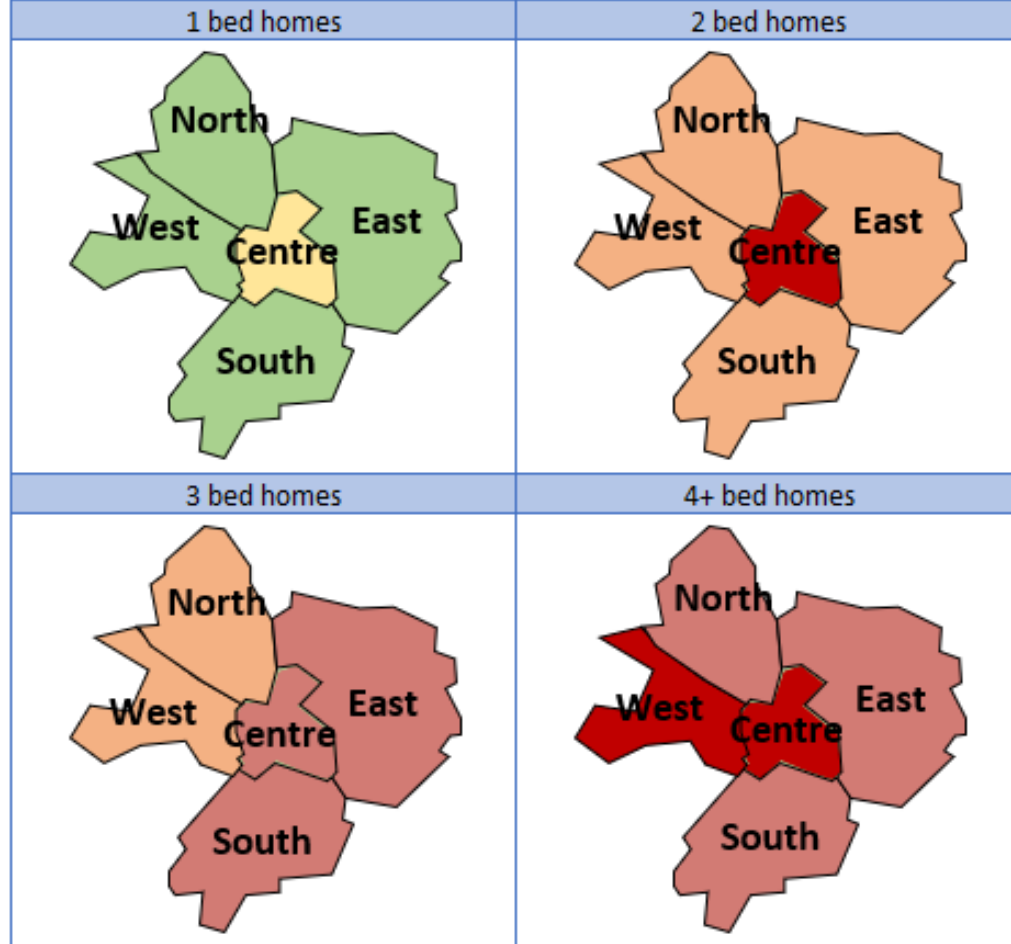 1 bed homes
2 bed homes
North
West
East
Centre
South
North
West
East
Centre
South
3 bed homes
4+ bed homes
North
West
East
Centre
South
North
West
East
Centre
South